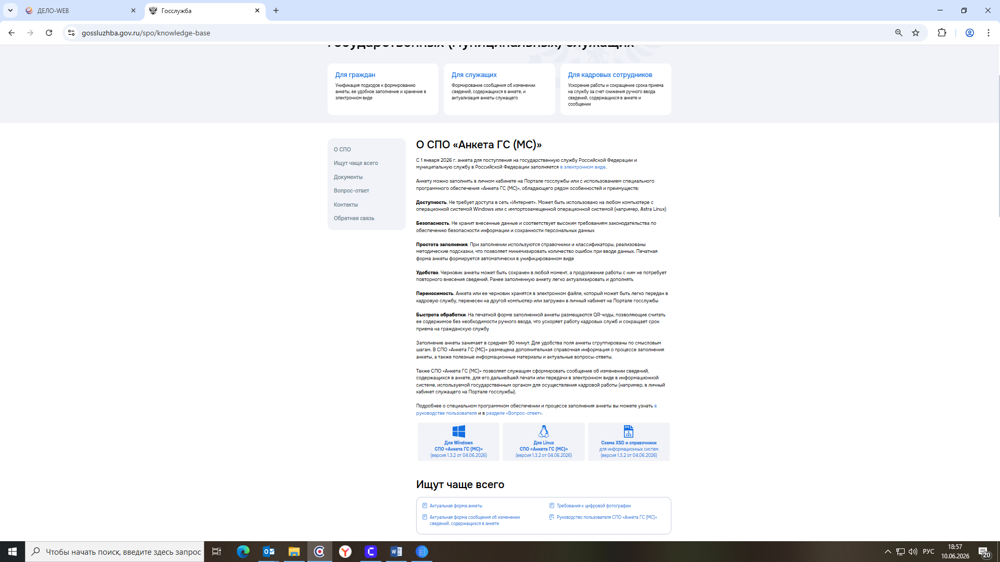 ДЕЛО-WEB
Госслужба
gossluzhba.gov.ru/spo/knowledge-base
государственных (муниципальных) служащих
Для граждан
Унификация подходов к формированию
анкеты, ее удобное заполнение и хранение в
электронном виде
Для служащих
Формирование сообщения об изменении
сведений, содержащихся в анкете, и
актуализация анкеты служащего
Для кадровых сотрудников
Ускорение работы и сокращение срока приема
на службу за счет снижения ручного ввода
сведений, содержащихся в анкете и
сообщении
О СПО
Ищут чаще всего
Документы
Вопрос-ответ
Контакты
Обратная связь
О СПО «Анкета ГС (МС)»
С 1 января 2026 г. анкета для поступления на государственную службу Российской Федерации и
муниципальную службу в Российской Федерации заполняется в электронном виде.
Анкету можно заполнить в личном кабинете на Портале госслужбы или с использованием специального
программного обеспечения «Анкета ГС (МС)», обладающего рядом особенностей и преимуществ:
Доступность. Не требует доступа в сеть «Интернет». Может быть использовано на любом компьютере с
операционной системой Windows или с импортозамещенной операционной системой (например, Astra Linux)
Безопасность. Не хранит внесенные данные и соответствует высоким требованиям законодательства по
обеспечению безопасности информации и сохранности персональных данных
Простота заполнения. При заполнении используются справочники и классификаторы, реализованы
методические подсказки, что позволяет минимизировать количество ошибок при вводе данных. Печатная
форма анкеты формируется автоматически в унифицированном виде
Удобство. Черновик анкеты может быть сохранен в любой момент, а продолжение работы с ним не потребует
повторного внесения сведений. Ранее заполненную анкету легко актуализировать и дополнять
Переносимость. Анкета или ее черновик хранятся в электронном файле, который может быть легко передан в
кадровую службу, перенесен на другой компьютер или загружен в личный кабинет на Портале госслужбы
Быстрота обработки. На печатной форме заполненной анкеты размещаются QR-коды, позволяющие считать
ее содержимое без необходимости ручного ввода, что ускоряет работу кадровых служб и сокращает срок
приема на гражданскую службу
Заполнение анкеты занимает в среднем 90 минут. Для удобства поля анкеты сгруппированы по смысловым
шагам. В СПО «Анкета ГС (МС)» размещена дополнительная справочная информация о процессе заполнения
анкеты, а также полезные информационные материалы и актуальные вопросы-ответы.
Также СПО «Анкета ГС (МС)» позволяет служащим сформировать сообщение об изменении сведений,
содержащихся в анкете, для его дальнейшей печати или передачи в электронном виде в информационной
системе, используемой государственным органом для осуществления кадровой работы (например, в личный
кабинет служащего на Портале госслужбы).
Подробнее о специальном программном обеспечении и процессе заполнения анкеты вы можете узнать в
руководстве пользователя и в разделе «Вопрос-ответ».
Для Windows
СПО «Анкета ГС (МС)»
(версия 1.3.2 от 04.06.2026)
Для Linux
СПО «Анкета ГС (МС)»
(версия 1.3.2 от 04.06.2026)
XSD
Схема XSD и справочники
для информационных систем
(версия 1.3.2 от 04.06.2026)
Ищут чаще всего
Актуальная форма анкеты
Требования к цифровой фотографии
Актуальная форма сообщения об изменении
сведений, содержащихся в анкете
Руководство пользователя СПО «Анкета ГС (МС)»
Чтобы начать поиск, введите здесь запрос
РУС
18:57
10.06.2026
20